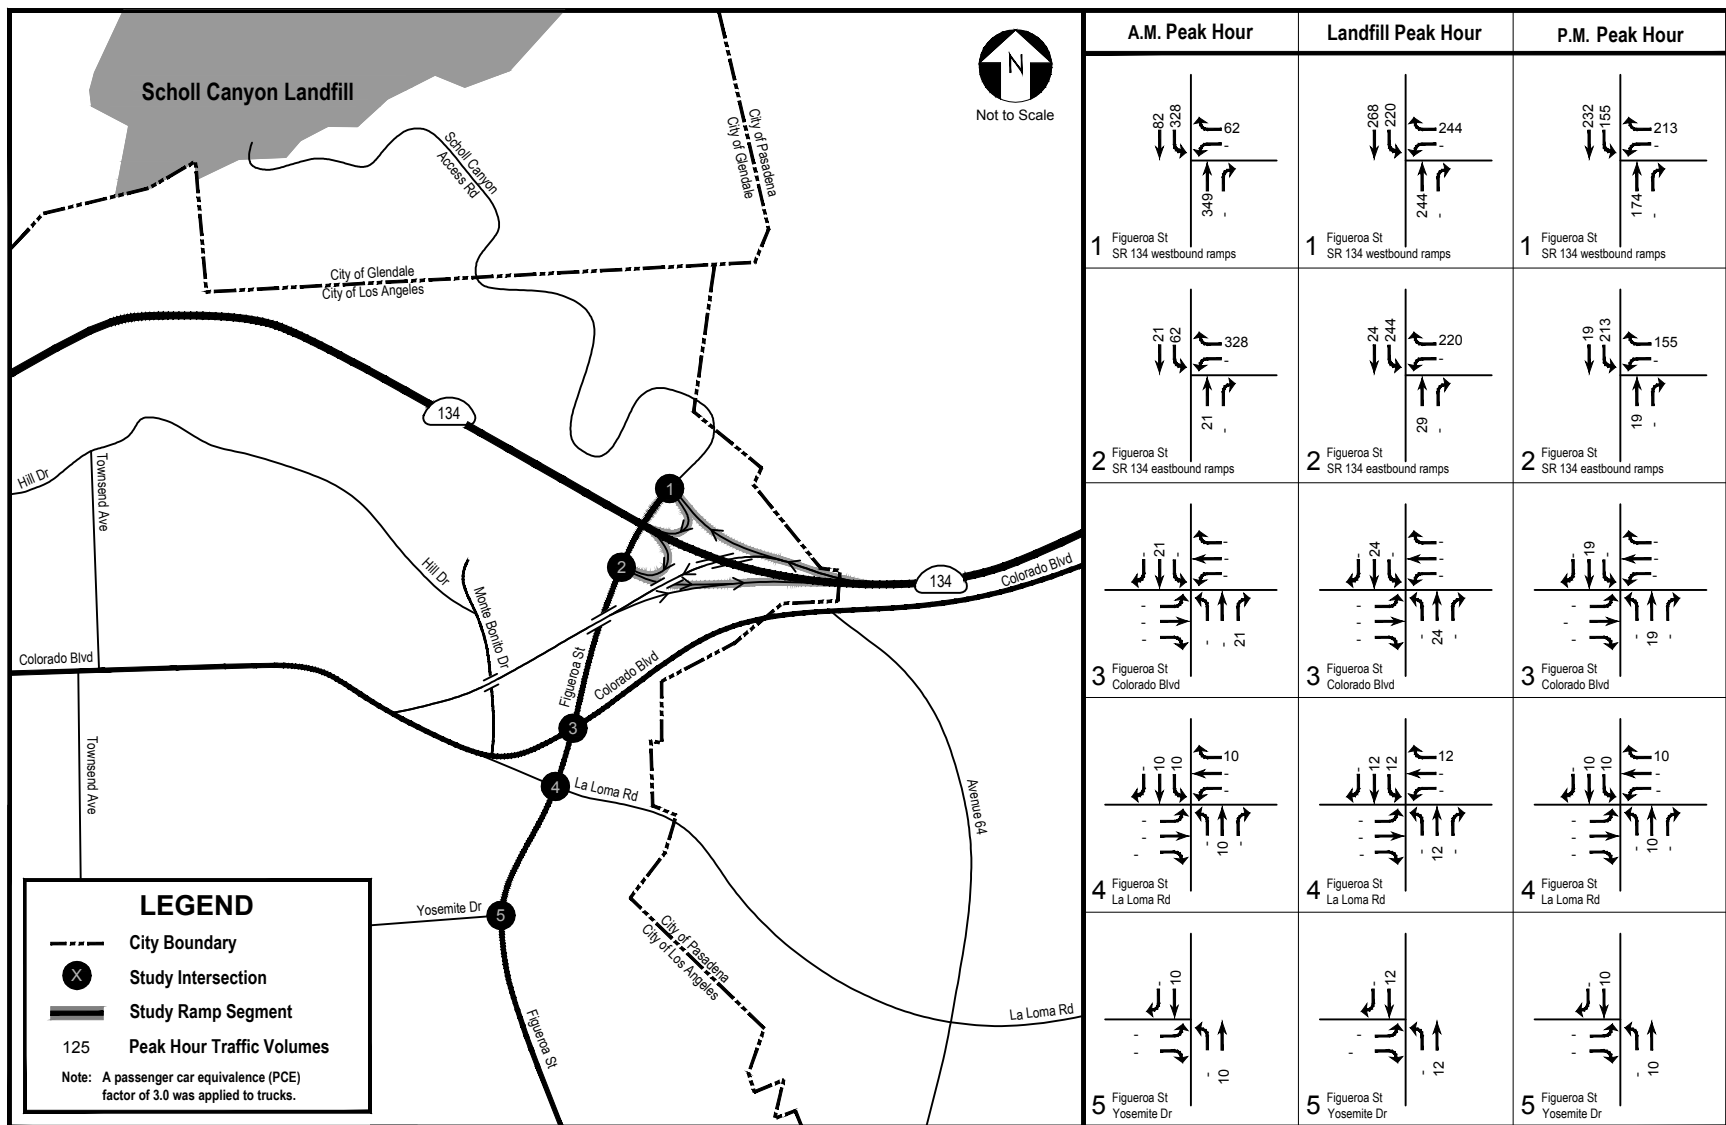 Scholl Canyon Landfill
N
Not to Scale
City of Pasadena
City of Glendale
Scholl Canyon
Access Rd
City of Glendale
City of Los Angeles
134
Hill Dr
Townsend Ave
1
2
Hill Dr
Monte Bonito Dr
134
Colorado Blvd
Colorado Blvd
Figueroa St
Colorado Blvd
3
Townsend Ave
4
La Loma Rd
Avenue 64
Yosemite Dr
5
City of Pasadena
City of Los Angeles
La Loma Rd
Figueroa St
LEGEND
City Boundary
X
Study Intersection
Study Ramp Segment
125
Peak Hour Traffic Volumes
Note: A passenger car equivalence (PCE)
factor of 3.0 was applied to trucks.
A.M. Peak Hour
Landfill Peak Hour
P.M. Peak Hour
82
328
62
-
349
-
1
Figueroa St
SR 134 westbound ramps
268
220
244
-
244
-
1
Figueroa St
SR 134 westbound ramps
232
155
213
-
174
-
1
Figueroa St
SR 134 westbound ramps
21
62
328
-
21
-
2
Figueroa St
SR 134 eastbound ramps
24
244
220
-
29
-
2
Figueroa St
SR 134 eastbound ramps
19
213
155
-
19
-
2
Figueroa St
SR 134 eastbound ramps
-
21
-
-
-
-
-
-
-
-
-
21
3
Figueroa St
Colorado Blvd
-
24
-
-
-
-
-
-
-
-
24
-
3
Figueroa St
Colorado Blvd
-
19
-
-
-
-
-
-
-
-
19
-
3
Figueroa St
Colorado Blvd
-
10
10
10
-
-
-
-
-
-
10
-
4
Figueroa St
La Loma Rd
-
12
12
12
-
-
-
-
-
-
12
-
4
Figueroa St
La Loma Rd
-
10
10
10
-
-
-
-
-
-
10
-
4
Figueroa St
La Loma Rd
-
10
-
-
-
10
5
Figueroa St
Yosemite Dr
-
12
-
-
-
12
5
Figueroa St
Yosemite Dr
-
10
-
-
-
10
5
Figueroa St
Yosemite Dr